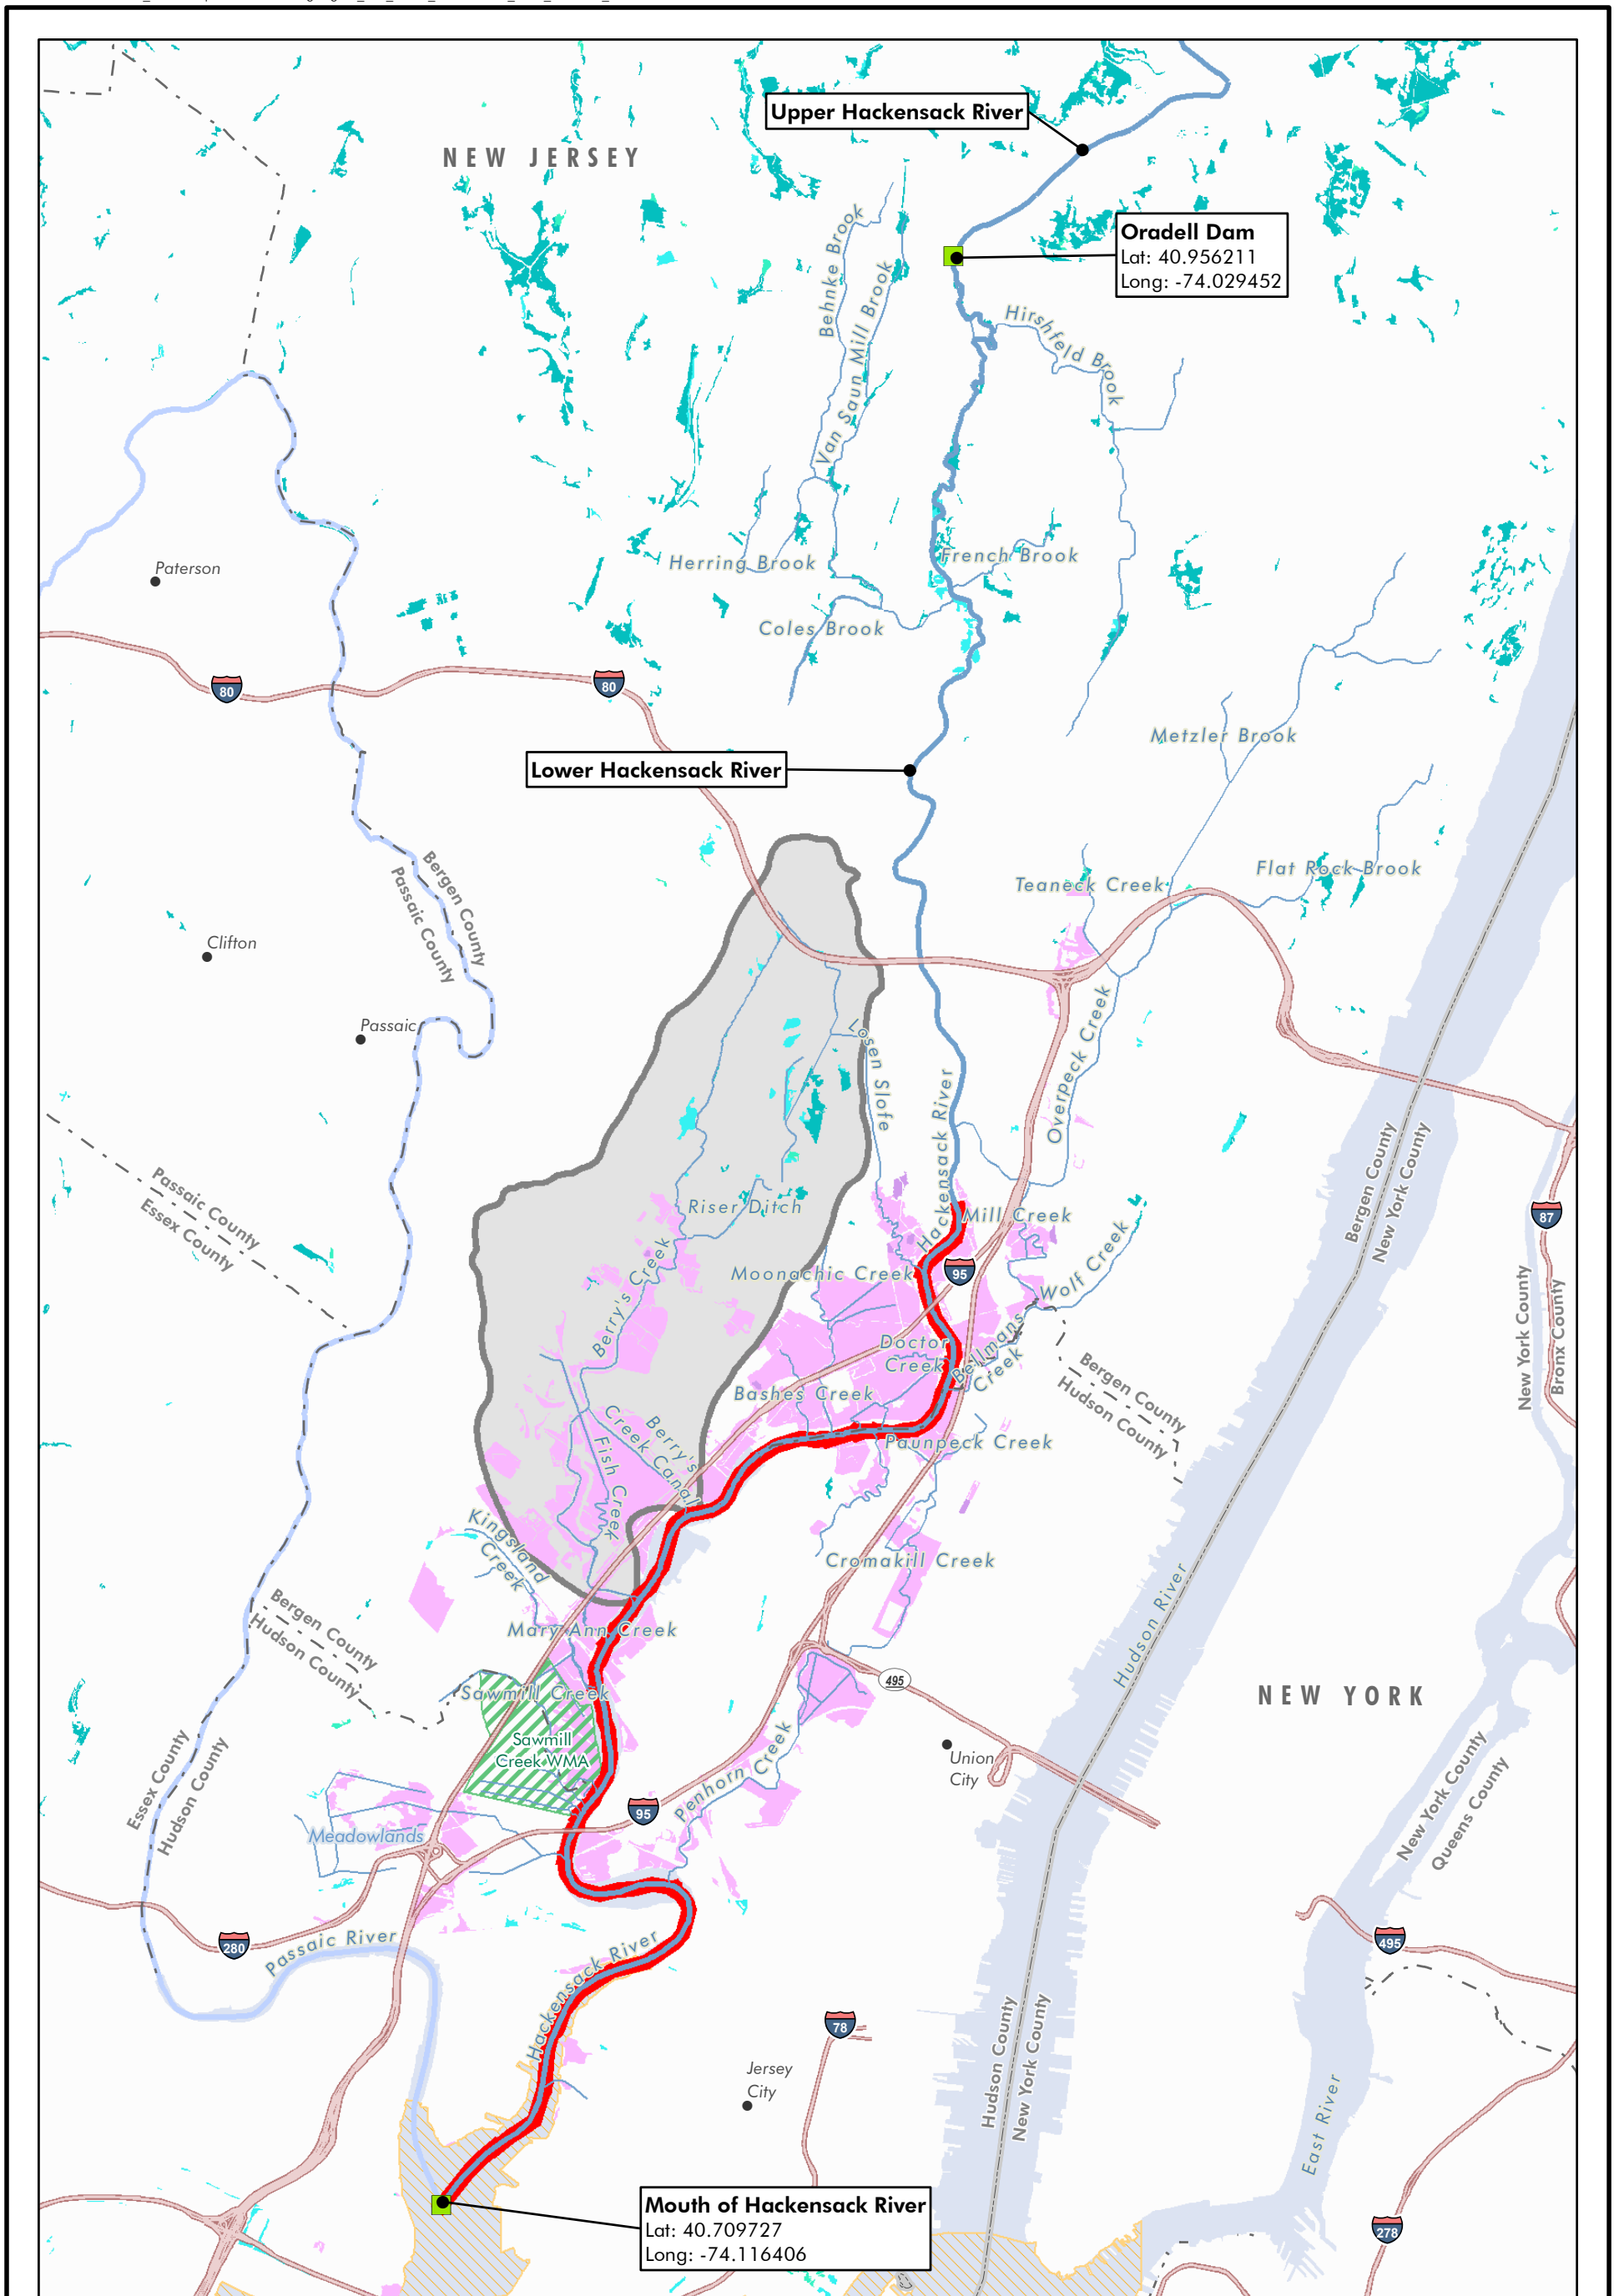 Upper Hackensack River
NEW JERSEY
Oradell Dam
Lat: 40.956211
Long: -74.029452
Behnke Brook
Van Saun Mill Brook
Hirshfeld Brook
Herring Brook
French Brook
Paterson
Coles Brook
80
80
Metzler Brook
Lower Hackensack River
Bergen County
Passaic County
Flat Rock Brook
Teaneck Creek
Clifton
Passaic
Losen Slofe
Overpeck Creek
Hackensack River
Bergen County
New York County
Passaic County
Essex County
Riser Ditch
Mill Creek
87
Wolf Creek
Moonachic Creek
95
Berry's Creek
New York County
Bronx County
Doctor
Creek
Bellmans
Creek
Bergen County
Hudson County
Bashes Creek
Berry's
Creek Canal
Fish Creek
Paunpeck Creek
Kingsland
Creek
Cromakill Creek
Bergen County
Hudson County
Mary Ann Creek
Hudson River
495
Sawmill Creek
NEW YORK
Sawmill
Creek WMA
Union
City
Essex County
Hudson County
Penhorn Creek
New York County
Queens County
95
Meadowlands
280
Passaic River
495
Hackensack River
78
Hudson County
New York County
Jersey
City
East River
Mouth of Hackensack River
Lat: 40.709727
Long: -74.116406
278